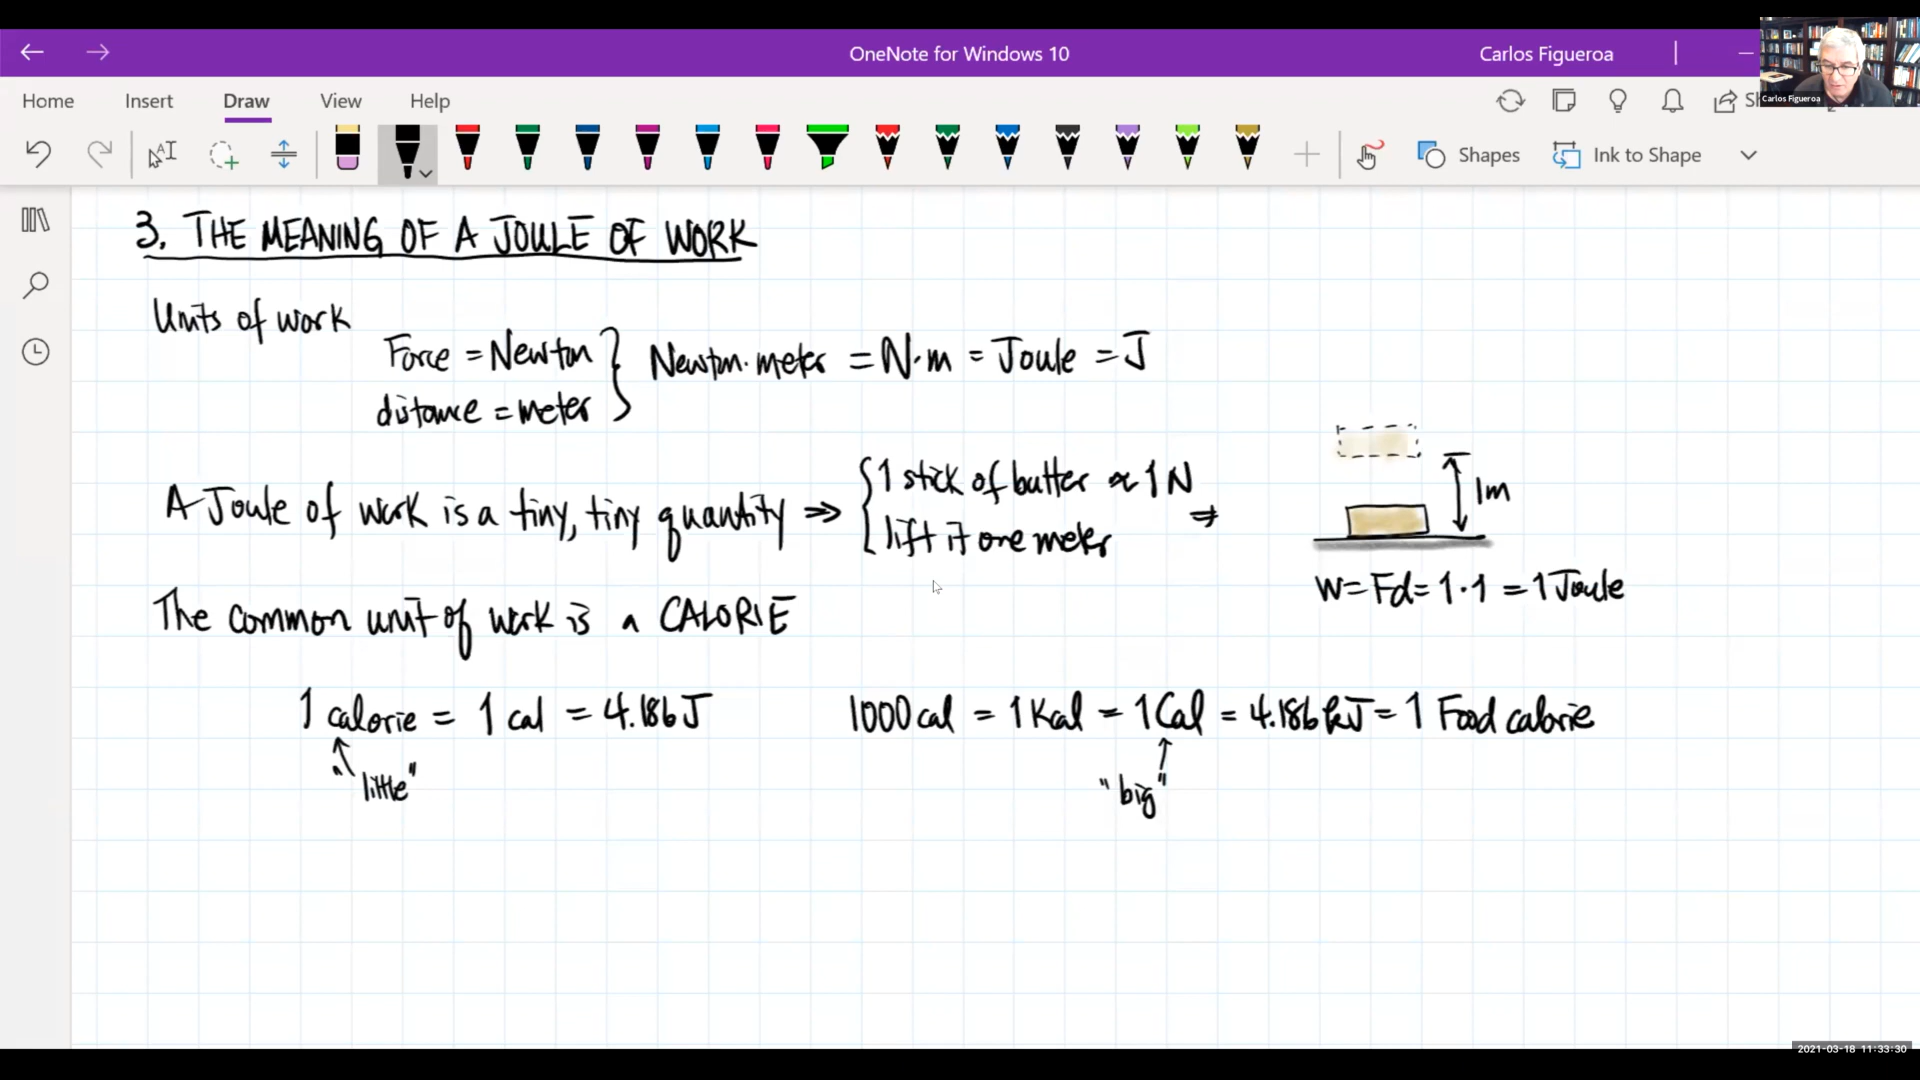 OneNote for Windows 10
Carlos Figueroa
Carlos Figueroa
Home Insert Draw View Help
Shapes Ink to Shape
3. THE MEANING OF A JOULE OF WORK
Units of work
Force = Newton
distance = meter
Newton·meter = N·m = Joule = J
A Joule of work is a tiny, tiny quantity ⇒
1 stick of butter ∝ 1N
lift it one meter ⇒
1m
W = Fd = 1·1 = 1 Joule
The common unit of work is a CALORIE
1 calorie = 1 cal = 4.186 J
"little"
1000 cal = 1 Kal = 1 Cal = 4.186 kJ = 1 Food calorie
"big"
2021-03-18 11:33:30